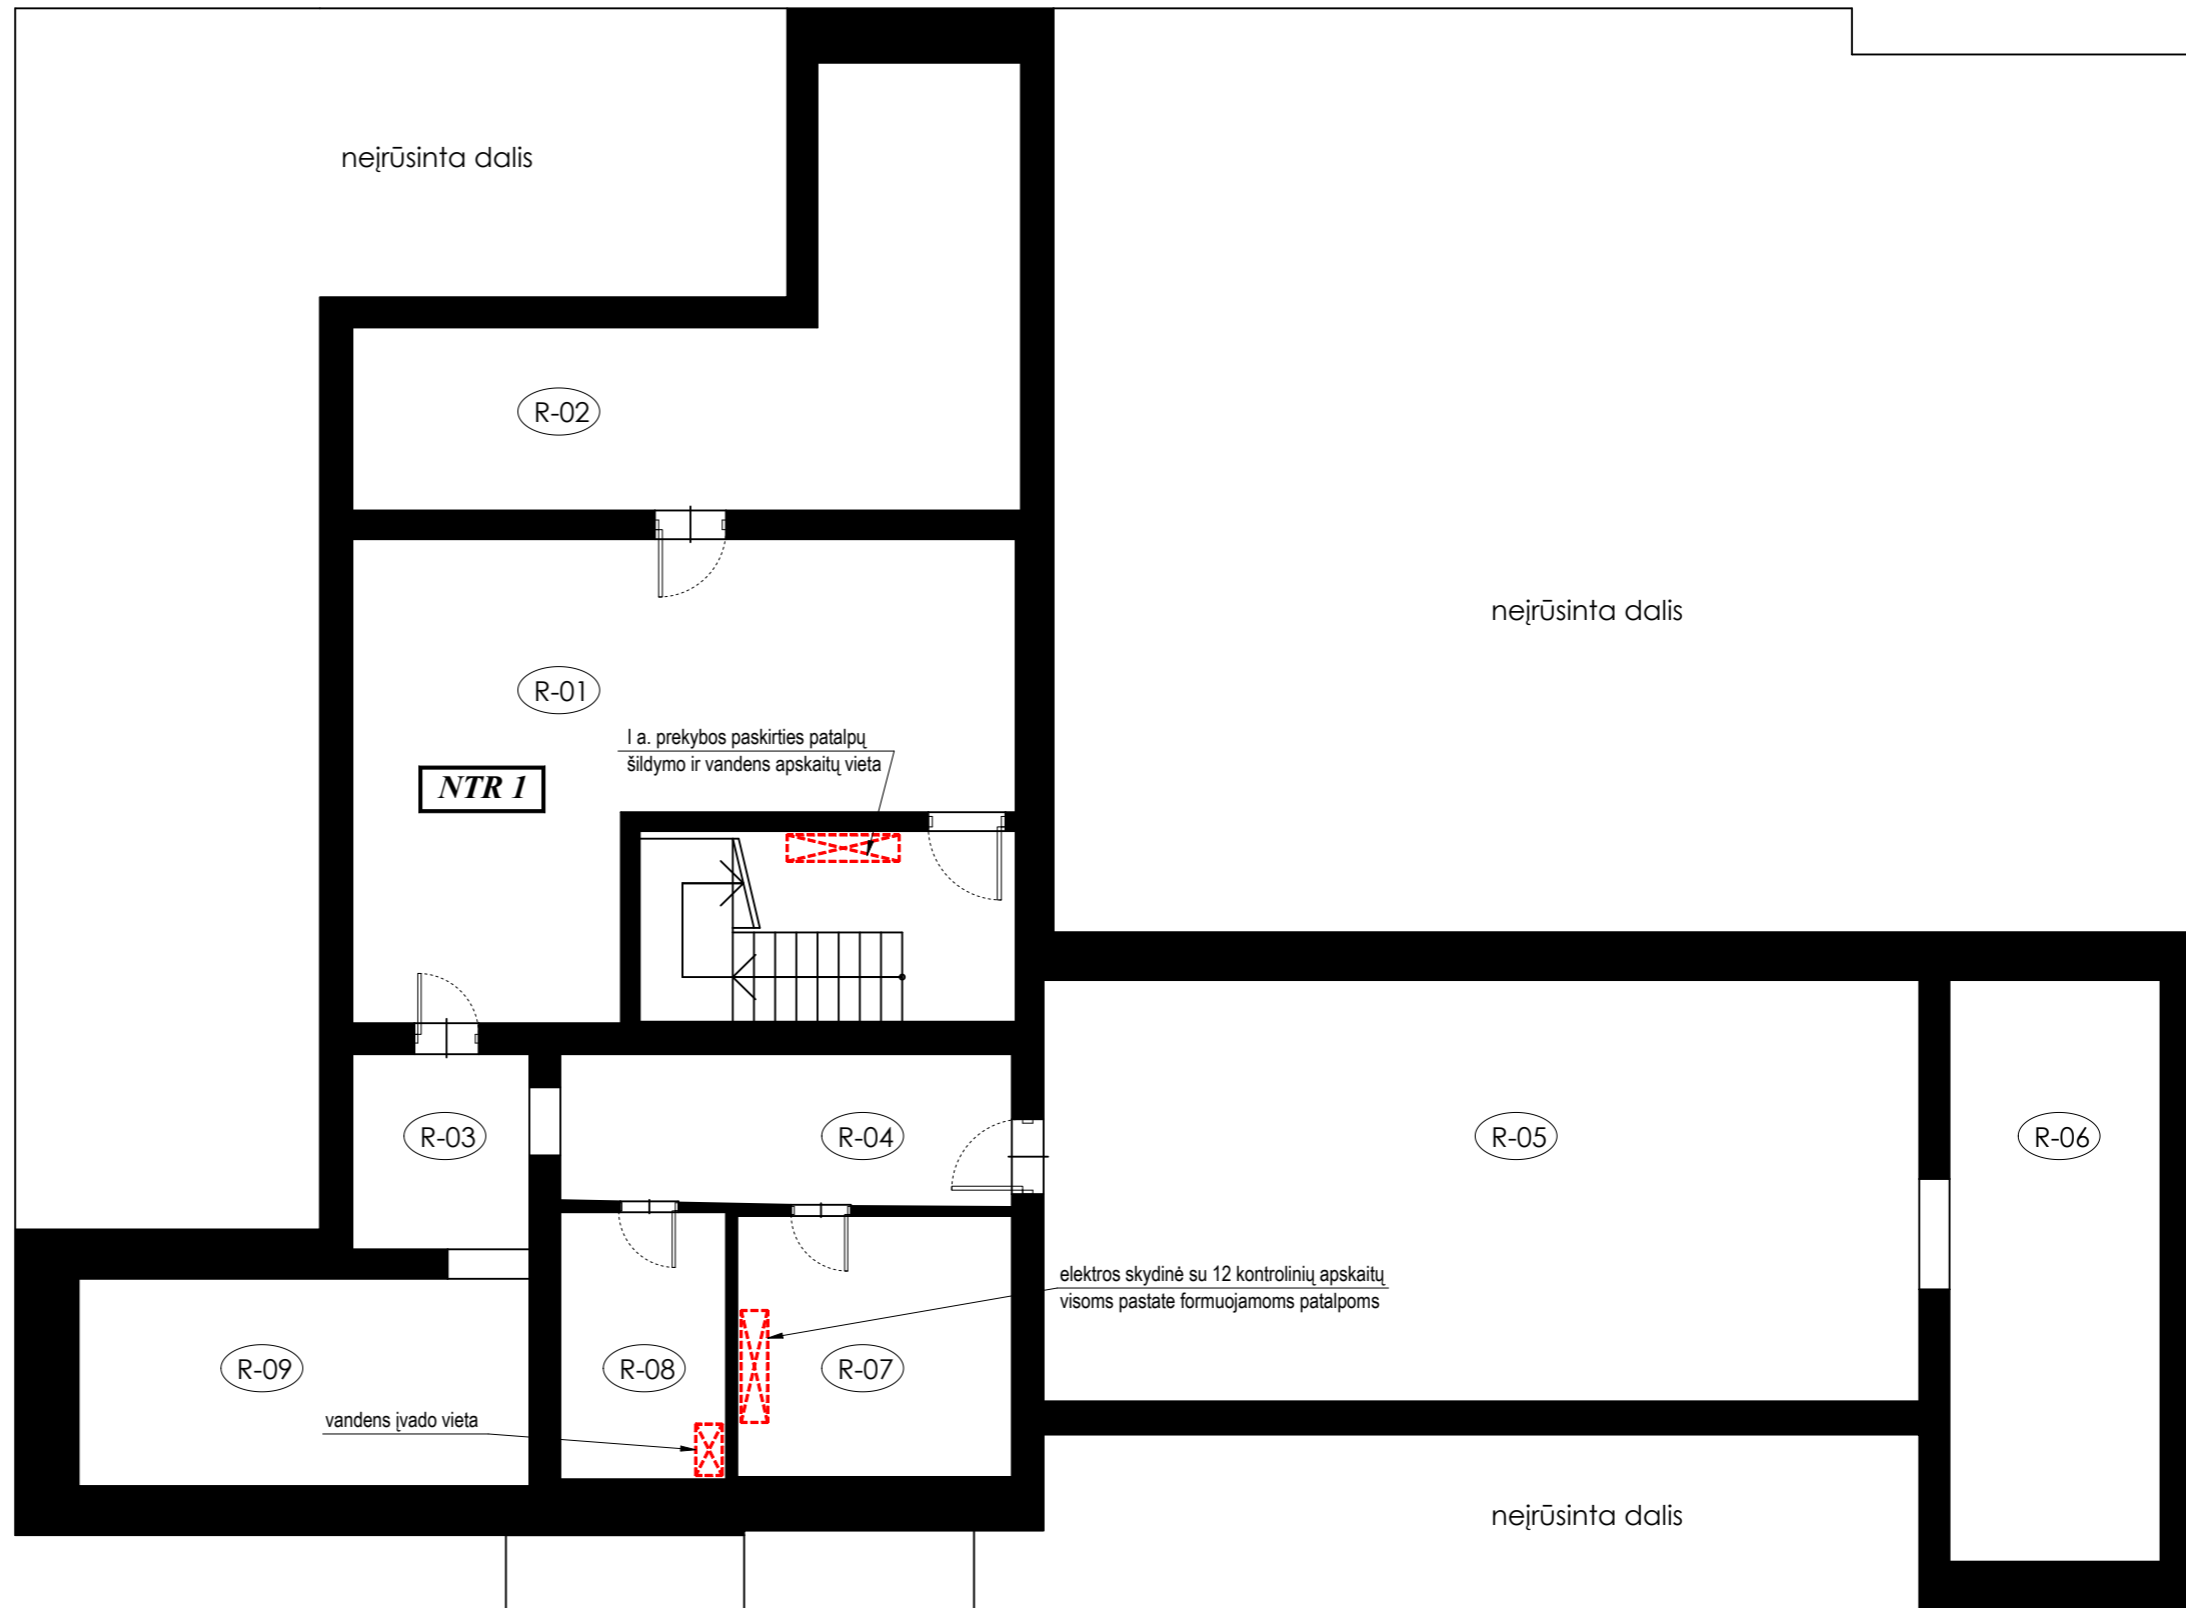 neįrūsinta dalis
R-02
neįrūsinta dalis
R-01
I a. prekybos paskirties patalpų
šildymo ir vandens apskaitų vieta
NTR 1
R-03
R-04
R-05
R-06
elektros skydinė su 12 kontrolinių apskaitų
visoms pastate formuojamoms patalpoms
R-09
R-08
R-07
vandens įvado vieta
neįrūsinta dalis